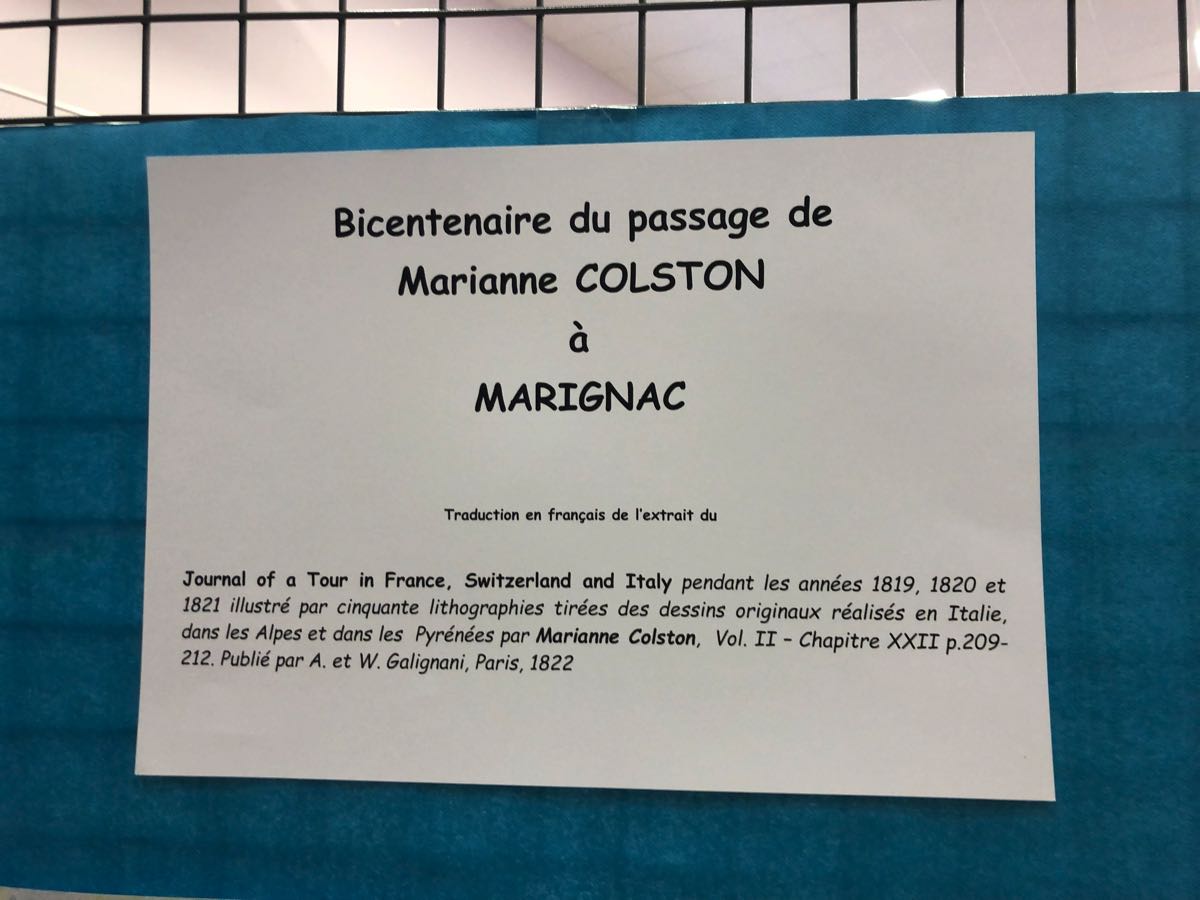 Bicentenaire du passage de
Marianne COLSTON
à
MARIGNAC
Traduction en français de l'extrait du
Journal of a Tour in France, Switzerland and Italy pendant les années 1819, 1820 et
1821 illustré par cinquante lithographies tirées des dessins originaux réalisés en Italie,
dans les Alpes et dans les Pyrénées par Marianne Colston, Vol. II – Chapitre XXII p.209-
212. Publié par A. et W. Galignani, Paris, 1822